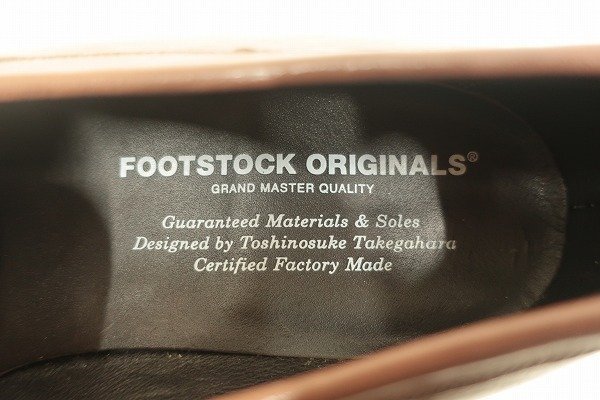 FOOTSTOCK ORIGINALS®
GRAND MASTER QUALITY
Guaranteed Materials & Soles
Designed by Toshinosuke Takegahara
Certified Factory Made